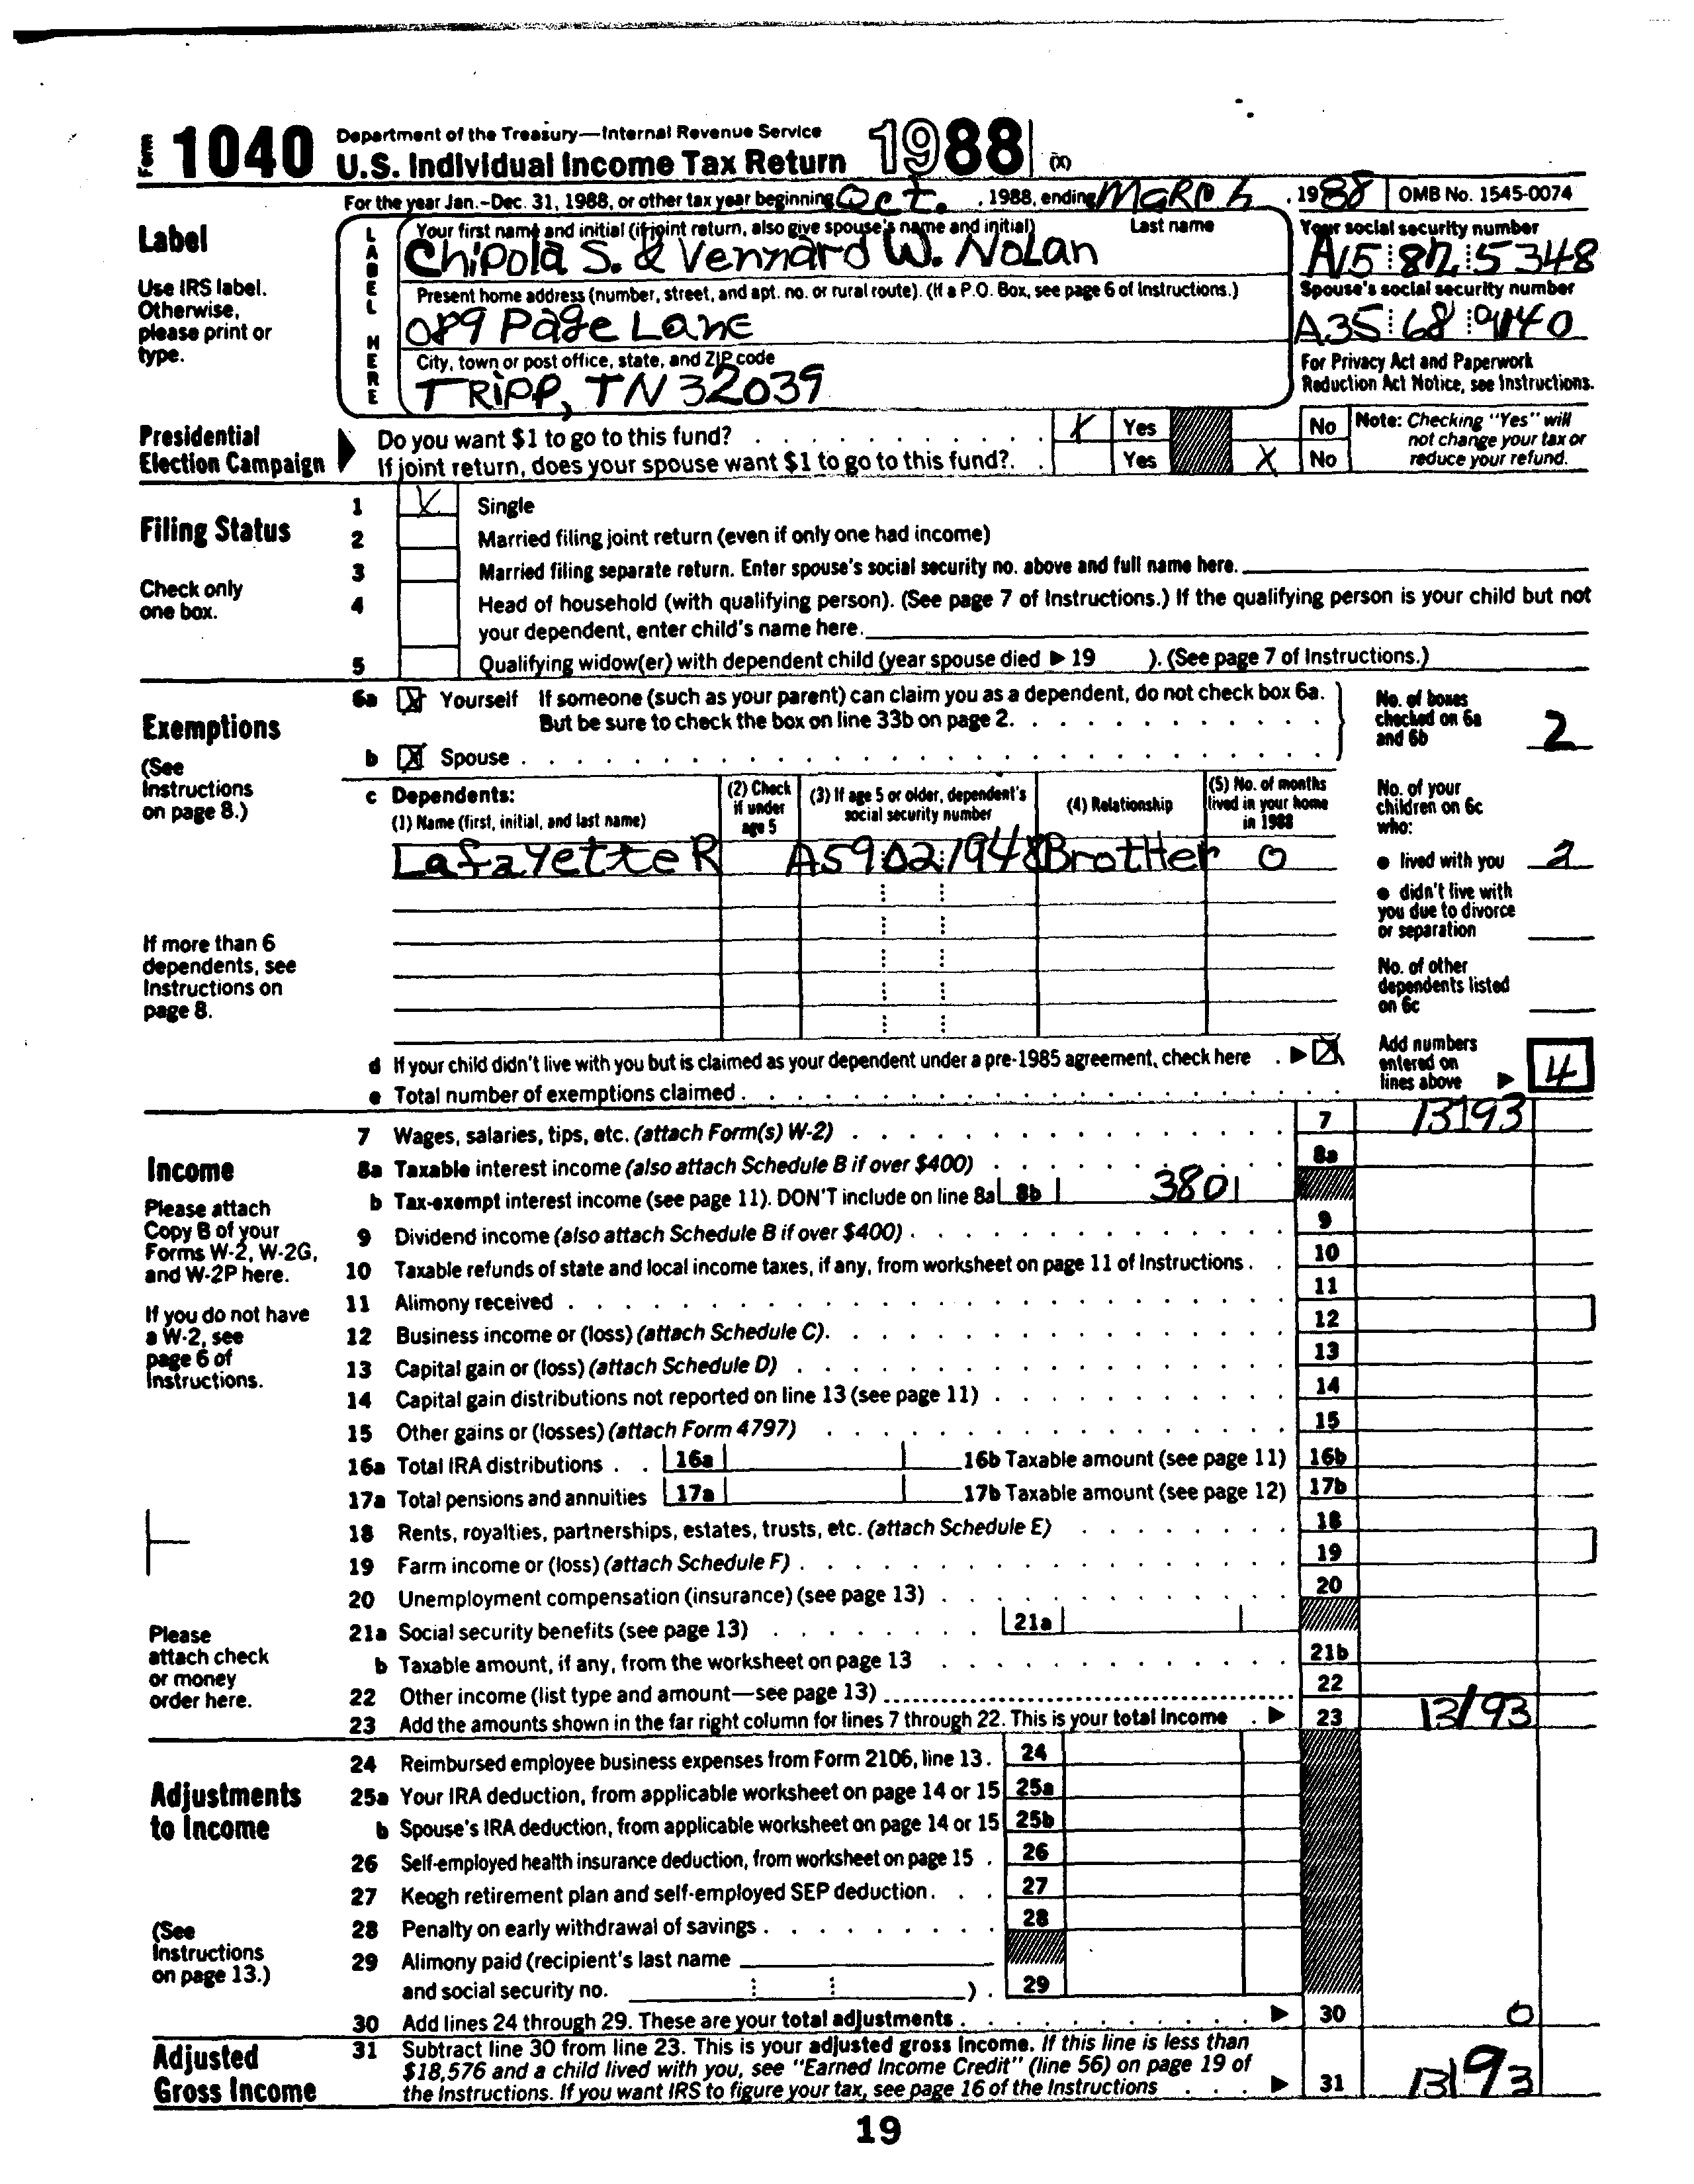 Form 1040 Department of the Treasury—Internal Revenue Service
U.S. Individual Income Tax Return 1988 (X)
For the year Jan.-Dec. 31, 1988, or other tax year beginning Oct. , 1988, ending March , 1988 OMB No. 1545-0074
Label
Use IRS label. Otherwise, please print or type.
LABEL HERE
Your first name and initial (if joint return, also give spouse's name and initial) Last name
Chipola S. & Vennard W. Nolan
Your social security number
A15 87 5348
Present home address (number, street, and apt. no. or rural route). (If a P.O. Box, see page 6 of Instructions.)
089 Page Lane
Spouse's social security number
A35 68 9140
City, town or post office, state, and ZIP code
TRIPP, TN 32039
For Privacy Act and Paperwork
Reduction Act Notice, see Instructions.
Presidential
Election Campaign
Do you want $1 to go to this fund? X Yes No
If joint return, does your spouse want $1 to go to this fund? Yes X No
Note: Checking "Yes" will
not change your tax or
reduce your refund.
Filing Status
Check only
one box.
1 X Single
2 Married filing joint return (even if only one had income)
3 Married filing separate return. Enter spouse's social security no. above and full name here.
4 Head of household (with qualifying person). (See page 7 of Instructions.) If the qualifying person is your child but not
your dependent, enter child's name here.
5 Qualifying widow(er) with dependent child (year spouse died ▶ 19 ). (See page 7 of Instructions.)
Exemptions
(See
Instructions
on page 8.)
6a X Yourself If someone (such as your parent) can claim you as a dependent, do not check box 6a.
But be sure to check the box on line 33b on page 2.
b X Spouse
No. of boxes
checked on 6a
and 6b 2
c Dependents:
(1) Name (first, initial, and last name)
(2) Check
if under
age 5
(3) If age 5 or older, dependent's
social security number
(4) Relationship
(5) No. of months
lived in your home
in 1988
Lafayette R A59 02 1948 Brother 0
If more than 6
dependents, see
Instructions on
page 8.
No. of your
children on 6c
who:
● lived with you 2
● didn't live with
you due to divorce
or separation
No. of other
dependents listed
on 6c
d If your child didn't live with you but is claimed as your dependent under a pre-1985 agreement, check here . ▶ X
e Total number of exemptions claimed
Add numbers
entered on
lines above ▶ 4
Income
Please attach
Copy B of your
Forms W-2, W-2G,
and W-2P here.
If you do not have
a W-2, see
page 6 of
Instructions.
Please
attach check
or money
order here.
7 Wages, salaries, tips, etc. (attach Form(s) W-2) 7 13193
8a Taxable interest income (also attach Schedule B if over $400) 8a
b Tax-exempt interest income (see page 11). DON'T include on line 8a 8b 3801
9 Dividend income (also attach Schedule B if over $400) 9
10 Taxable refunds of state and local income taxes, if any, from worksheet on page 11 of Instructions 10
11 Alimony received 11
12 Business income or (loss) (attach Schedule C) 12
13 Capital gain or (loss) (attach Schedule D) 13
14 Capital gain distributions not reported on line 13 (see page 11) 14
15 Other gains or (losses) (attach Form 4797) 15
16a Total IRA distributions 16a 16b Taxable amount (see page 11) 16b
17a Total pensions and annuities 17a 17b Taxable amount (see page 12) 17b
18 Rents, royalties, partnerships, estates, trusts, etc. (attach Schedule E) 18
19 Farm income or (loss) (attach Schedule F) 19
20 Unemployment compensation (insurance) (see page 13) 20
21a Social security benefits (see page 13) 21a
b Taxable amount, if any, from the worksheet on page 13 21b
22 Other income (list type and amount—see page 13) 22
23 Add the amounts shown in the far right column for lines 7 through 22. This is your total income ▶ 23 13193
Adjustments
to Income
(See
Instructions
on page 13.)
24 Reimbursed employee business expenses from Form 2106, line 13. 24
25a Your IRA deduction, from applicable worksheet on page 14 or 15 25a
b Spouse's IRA deduction, from applicable worksheet on page 14 or 15 25b
26 Self-employed health insurance deduction, from worksheet on page 15 26
27 Keogh retirement plan and self-employed SEP deduction 27
28 Penalty on early withdrawal of savings 28
29 Alimony paid (recipient's last name
and social security no. ) . 29
30 Add lines 24 through 29. These are your total adjustments ▶ 30 0
Adjusted
Gross Income
31 Subtract line 30 from line 23. This is your adjusted gross income. If this line is less than
$18,576 and a child lived with you, see "Earned Income Credit" (line 56) on page 19 of
the Instructions. If you want IRS to figure your tax, see page 16 of the Instructions ▶ 31 13193
19